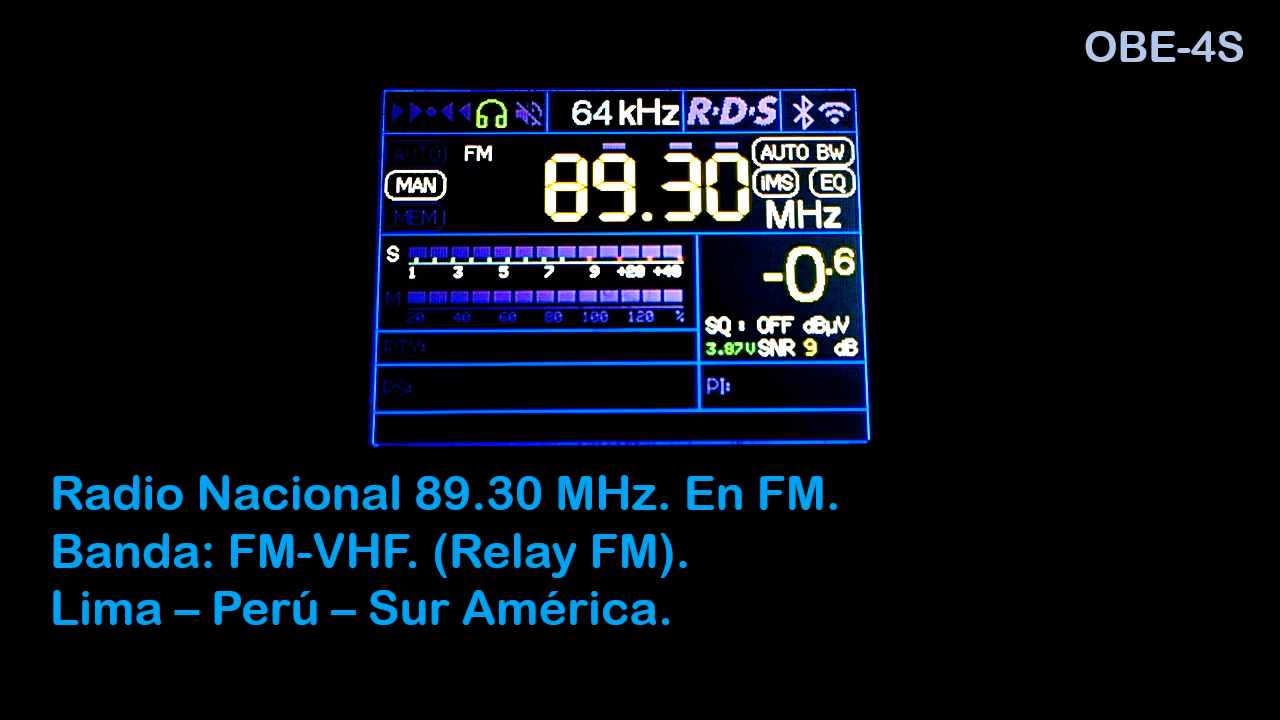 OBE-4S
64 kHz R·D·S
AUTO FM 89.30 AUTO BW
MAN iMS EQ
MEM MHz
S
1 3 5 7 9 +20 +40
-0.6
M
20 40 60 80 100 120 %
SQ : OFF dBµV
3.87V SNR 9 dB
PTY:
PS: PI:
Radio Nacional 89.30 MHz. En FM.
Banda: FM-VHF. (Relay FM).
Lima – Perú – Sur América.